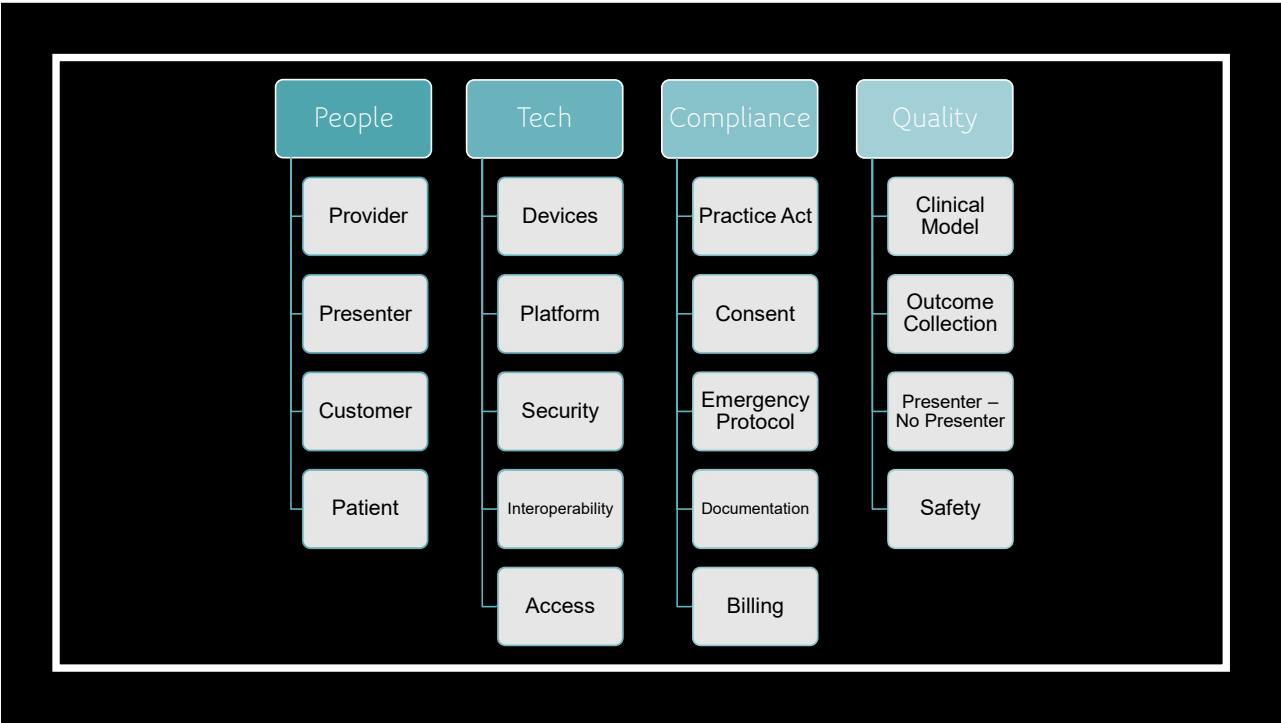 People
Provider
Presenter
Customer
Patient
Tech
Devices
Platform
Security
Interoperability
Access
Compliance
Practice Act
Consent
Emergency
Protocol
Documentation
Billing
Quality
Clinical
Model
Outcome
Collection
Presenter –
No Presenter
Safety